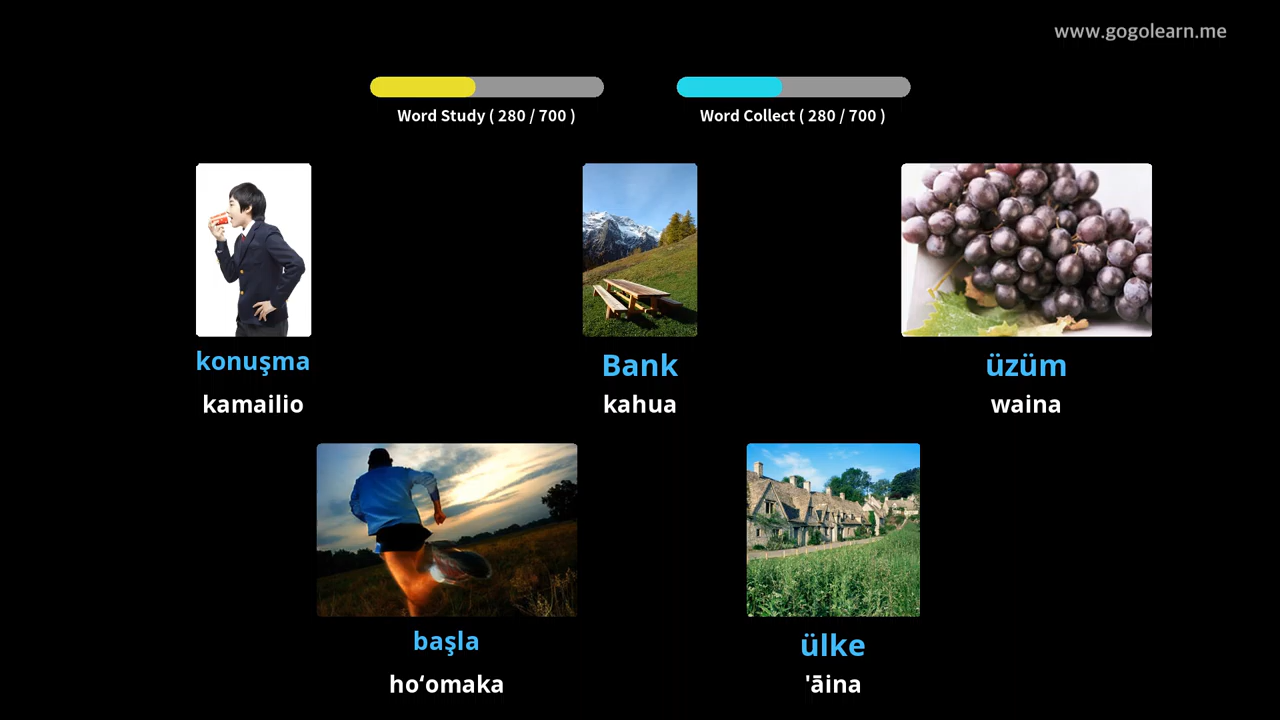 www.gogolearn.me
Word Study ( 280 / 700 )
Word Collect ( 280 / 700 )
konuşma
kamailio
Bank
kahua
üzüm
waina
başla
hoʻomaka
ülke
'āina